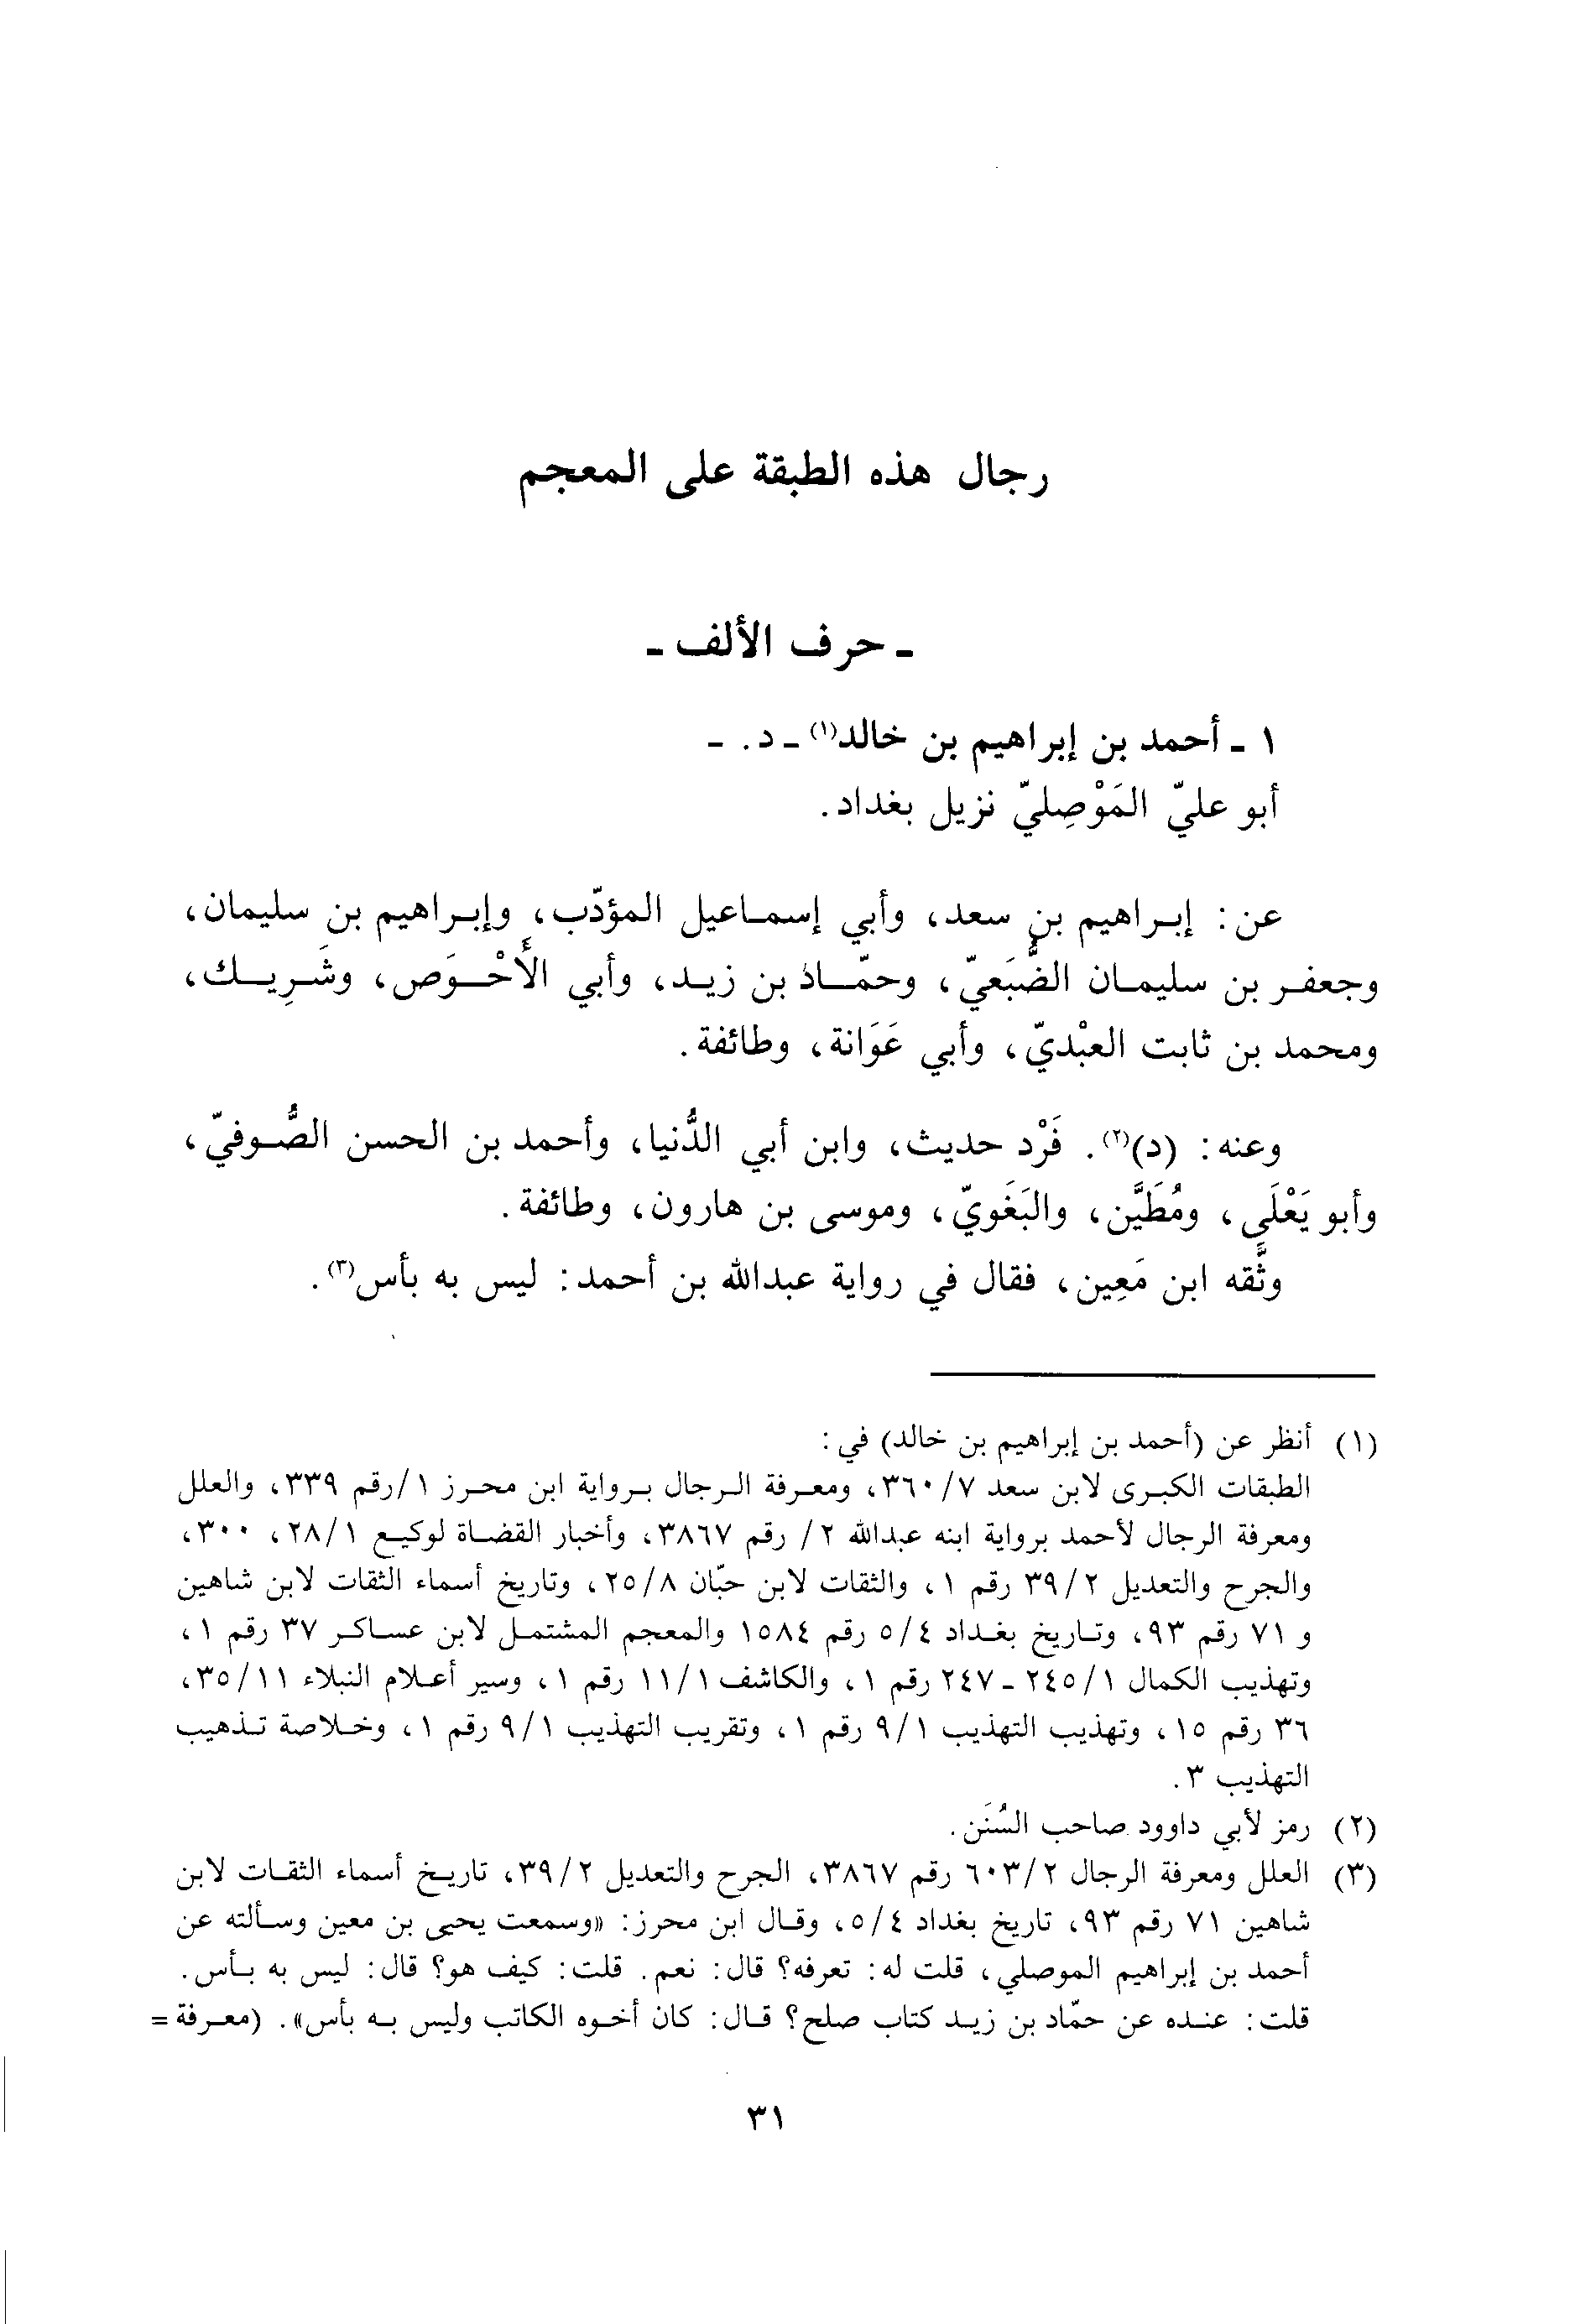 رجال هذه الطبقة على المعجم
- حرف الألف -
١ - أحمد بن إبراهيم بن خالد(١) - د. -
أبو عليّ المَوْصِليّ نزيل بغداد.
عن: إبراهيم بن سعد، وأبي إسماعيل المؤدّب، وإبراهيم بن سليمان،
وجعفر بن سليمان الضُّبَعيّ، وحمّاد بن زيد، وأبي الأَحْوَص، وشَرِيك،
ومحمد بن ثابت العبْديّ، وأبي عَوَانة، وطائفة.
وعنه: (د)(٢). فَرْد حديث، وابن أبي الدُّنيا، وأحمد بن الحسن الصُّوفيّ،
وأبو يَعْلَى، ومُطَيَّن، والبَغَويّ، وموسى بن هارون، وطائفة.
وثَّقه ابن مَعِين، فقال في رواية عبدالله بن أحمد: ليس به بأس(٣).
(١) أنظر عن (أحمد بن إبراهيم بن خالد) في:
الطبقات الكبرى لابن سعد ٣٦٠/٧، ومعرفة الرجال برواية ابن محرز ١/رقم ٣٣٩، والعلل
ومعرفة الرجال لأحمد برواية ابنه عبدالله ٢/ رقم ٣٨٦٧، وأخبار القضاة لوكيع ٢٨/١، ٣٠٠،
والجرح والتعديل ٣٩/٢ رقم ١، والثقات لابن حبّان ٢٥/٨، وتاريخ أسماء الثقات لابن شاهين
و ٧١ رقم ٩٣، وتاريخ بغداد ٥/٤ رقم ١٥٨٤ والمعجم المشتمل لابن عساكر ٣٧ رقم ١،
وتهذيب الكمال ٢٤٥/١ - ٢٤٧ رقم ١، والكاشف ١١/١ رقم ١، وسير أعلام النبلاء ٣٥/١١،
٣٦ رقم ١٥، وتهذيب التهذيب ٩/١ رقم ١، وتقريب التهذيب ٩/١ رقم ١، وخلاصة تذهيب
التهذيب ٣.
(٢) رمز لأبي داوود صاحب السُّنَن.
(٣) العلل ومعرفة الرجال ٦٠٣/٢ رقم ٣٨٦٧، الجرح والتعديل ٣٩/٢، تاريخ أسماء الثقات لابن
شاهين ٧١ رقم ٩٣، تاريخ بغداد ٥/٤، وقال ابن محرز: «وسمعت يحيى بن معين وسألته عن
أحمد بن إبراهيم الموصلي، قلت له: تعرفه؟ قال: نعم. قلت: كيف هو؟ قال: ليس به بأس.
قلت: عنده عن حمّاد بن زيد كتاب صلح؟ قال: كان أخوه الكاتب وليس به بأس». (معرفة =
٣١